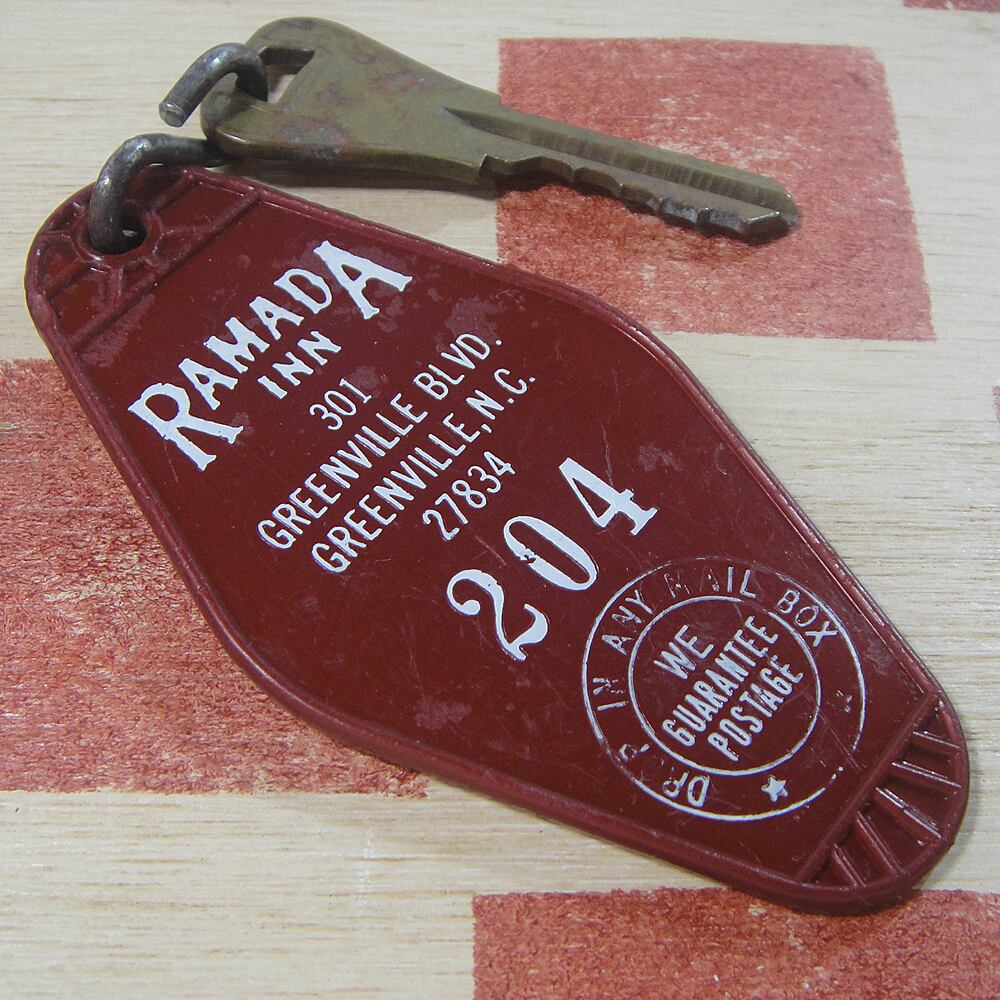 RAMADA
INN
301
GREENVILLE BLVD.
GREENVILLE, N.C.
27834
204
DROP IN ANY MAIL BOX
WE
GUARANTEE
POSTAGE